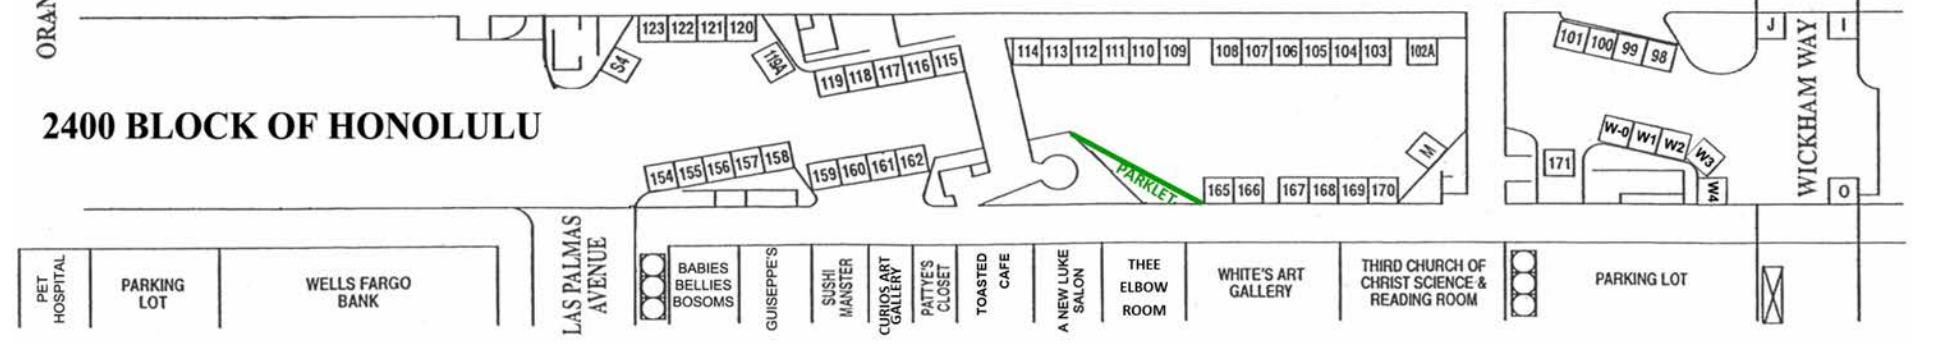 ORAN
123 122 121 120
S4
119A
119 118 117 116 115
114 113 112 111 110 109
108 107 106 105 104 103
102A
101 100 99 98
J
I
WICKHAM WAY
2400 BLOCK OF HONOLULU
154 155 156 157 158
159 160 161 162
PARKLET
165 166
167 168 169 170
M
171
W-0 W1 W2
W3
W4
O
PET
HOSPITAL
PARKING
LOT
WELLS FARGO
BANK
LAS PALMAS
AVENUE
BABIES
BELLIES
BOSOMS
GUISEPPE'S
SUSHI
MANSTER
CURIOS ART
GALLERY
PATTYE'S
CLOSET
TOASTED
CAFE
A NEW LUKE
SALON
THEE
ELBOW
ROOM
WHITE'S ART
GALLERY
THIRD CHURCH OF
CHRIST SCIENCE &
READING ROOM
PARKING LOT